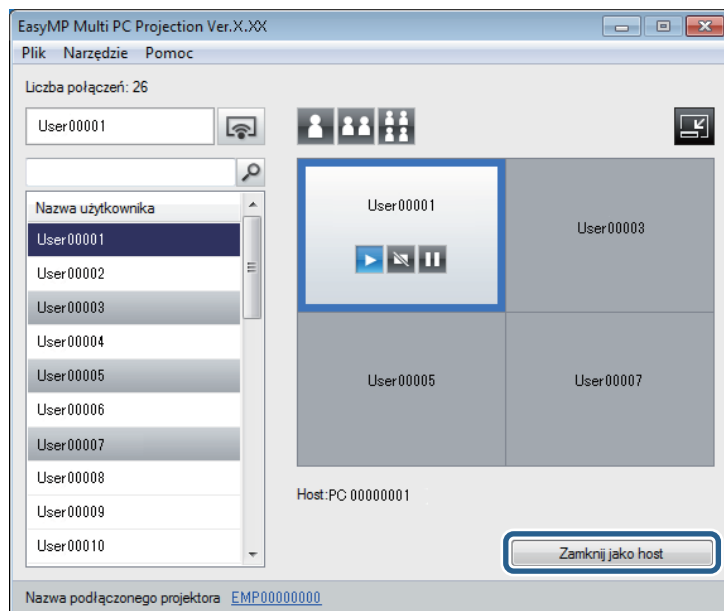 EasyMP Multi PC Projection Ver.X.XX
Plik Narzędzie Pomoc
Liczba połączeń: 26
User00001
Nazwa użytkownika
User00001
User00002
User00003
User00004
User00005
User00006
User00007
User00008
User00009
User00010
User00001
User00003
User00005
User00007
Host:PC 00000001
Zamknij jako host
Nazwa podłączonego projektora EMP00000000